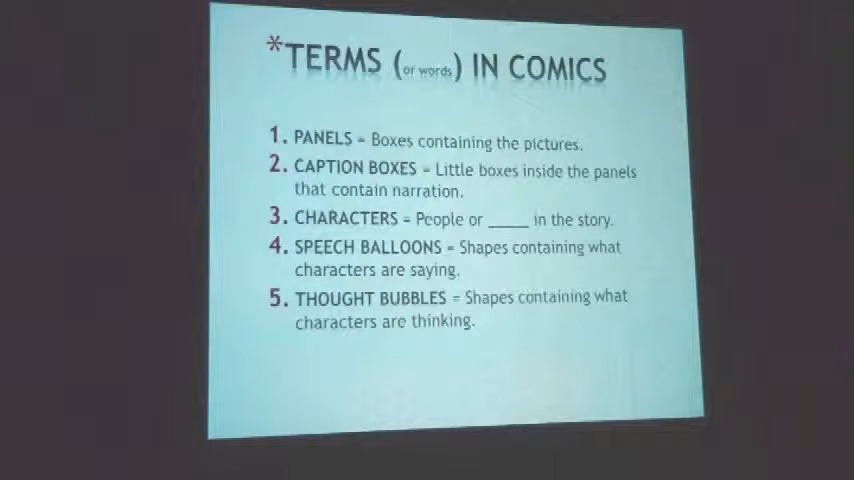 *TERMS (or words) IN COMICS
1. PANELS = Boxes containing the pictures.
2. CAPTION BOXES = Little boxes inside the panels
that contain narration.
3. CHARACTERS = People or _____ in the story.
4. SPEECH BALLOONS = Shapes containing what
characters are saying.
5. THOUGHT BUBBLES = Shapes containing what
characters are thinking.